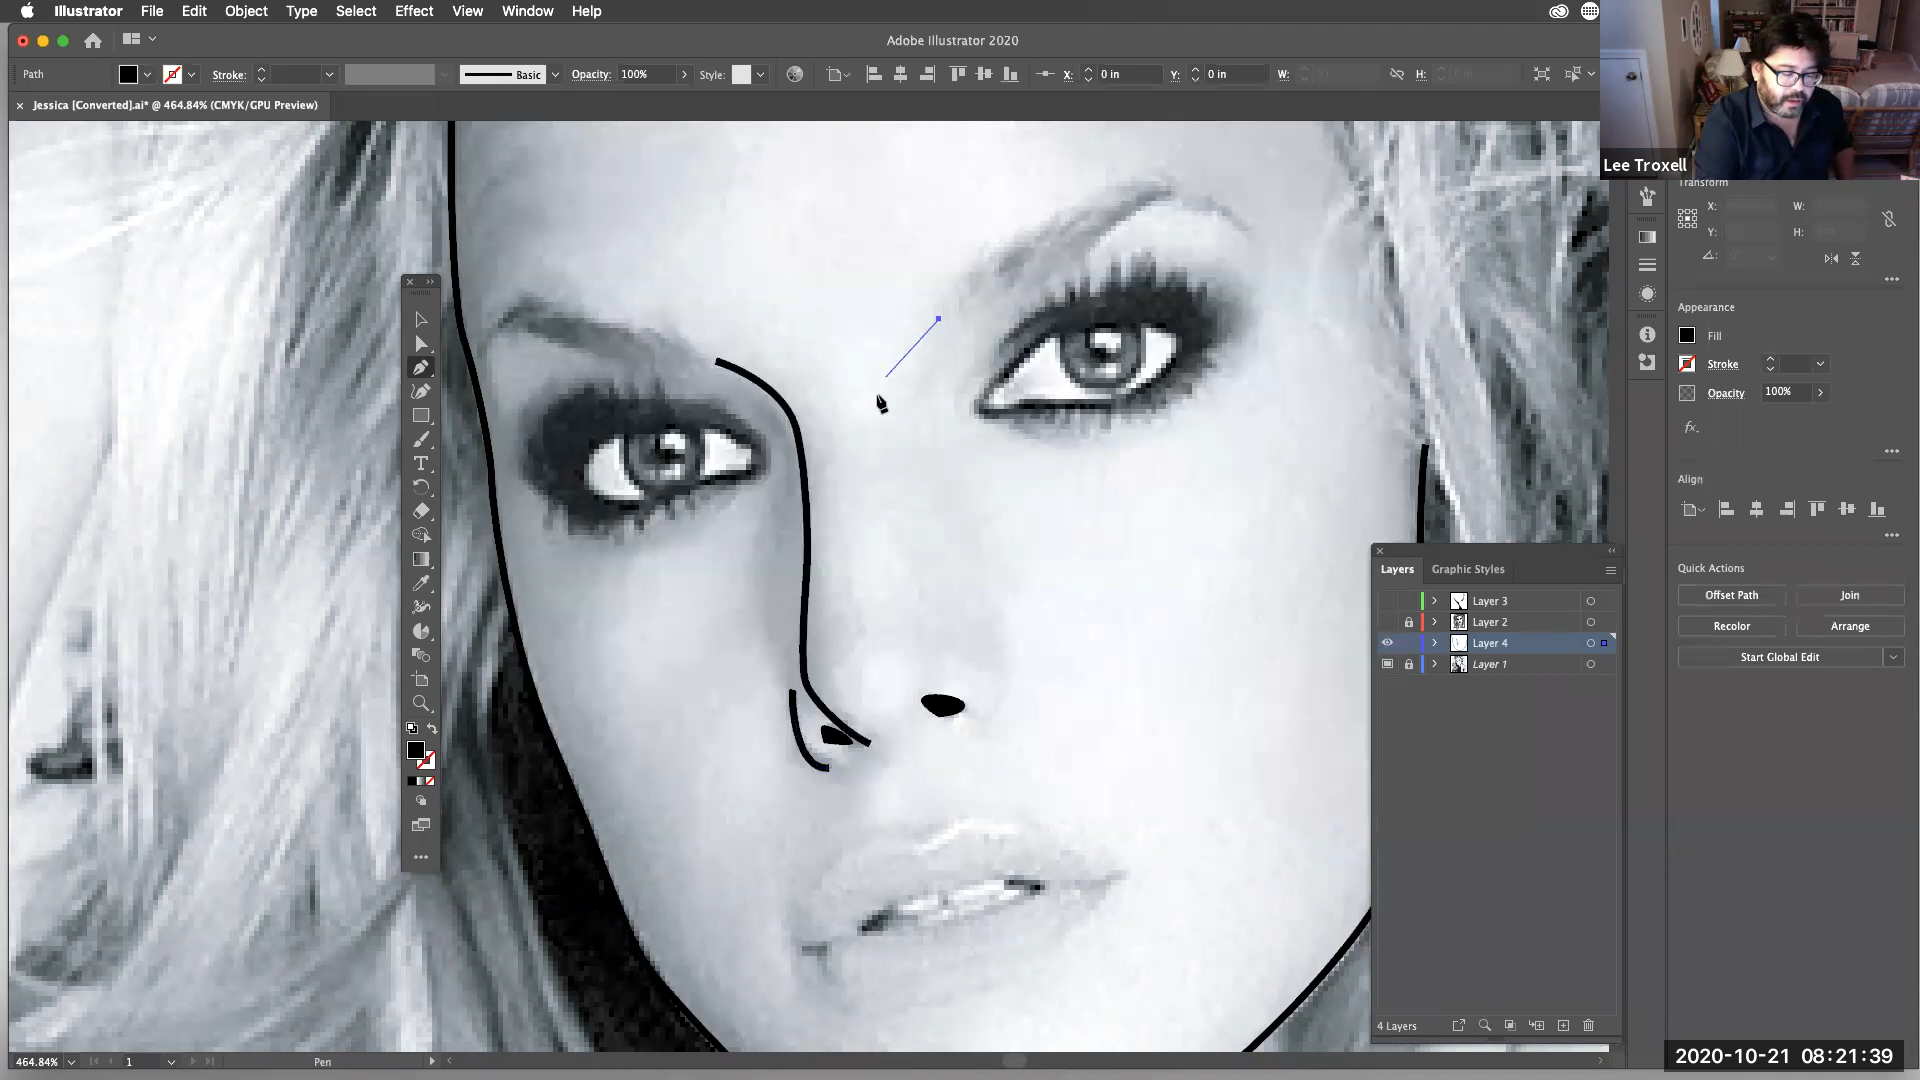 Illustrator File Edit Object Type Select Effect View Window Help
Adobe Illustrator 2020
Path Stroke: Basic Opacity: 100% Style: X: 0 in Y: 0 in W: H:
× Jessica [Converted].ai* @ 464.84% (CMYK/GPU Preview)
Lee Troxell
Transform
X: W:
Y: H:
Appearance
Fill
Stroke
Opacity 100%
fx.
Align
Layers Graphic Styles
Layer 3
Layer 2
Layer 4
Layer 1
Quick Actions
Offset Path Join
Recolor Arrange
Start Global Edit
4 Layers
464.84% 1 Pen
2020-10-21 08:21:39